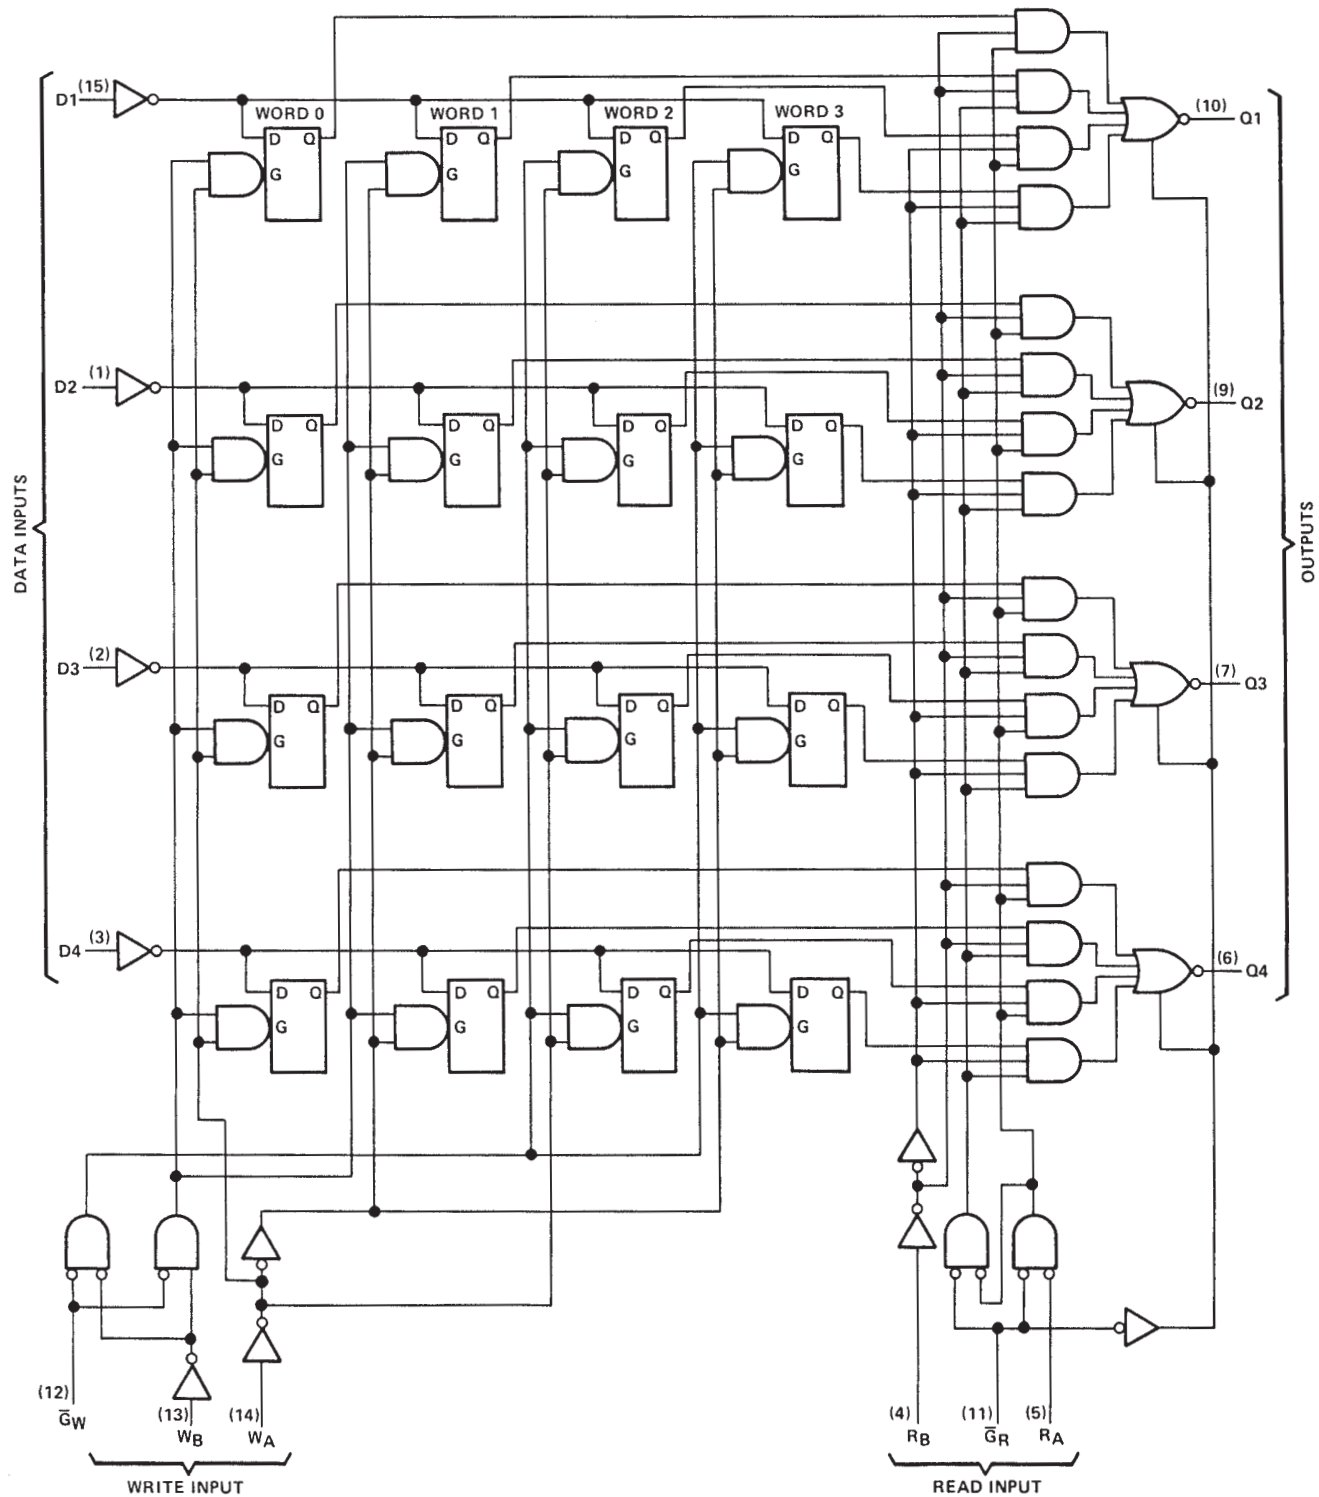 D1 (15)
WORD 0 WORD 1 WORD 2 WORD 3
(10) Q1
D Q D Q D Q D Q
G G G G
D2 (1)
(9) Q2
D Q D Q D Q D Q
G G G G
DATA INPUTS
OUTPUTS
D3 (2)
(7) Q3
D Q D Q D Q D Q
G G G G
D4 (3)
(6) Q4
D Q D Q D Q D Q
G G G G
(12) (13) (14) (4) (11) (5)
G̅W WB WA RB G̅R RA
WRITE INPUT READ INPUT